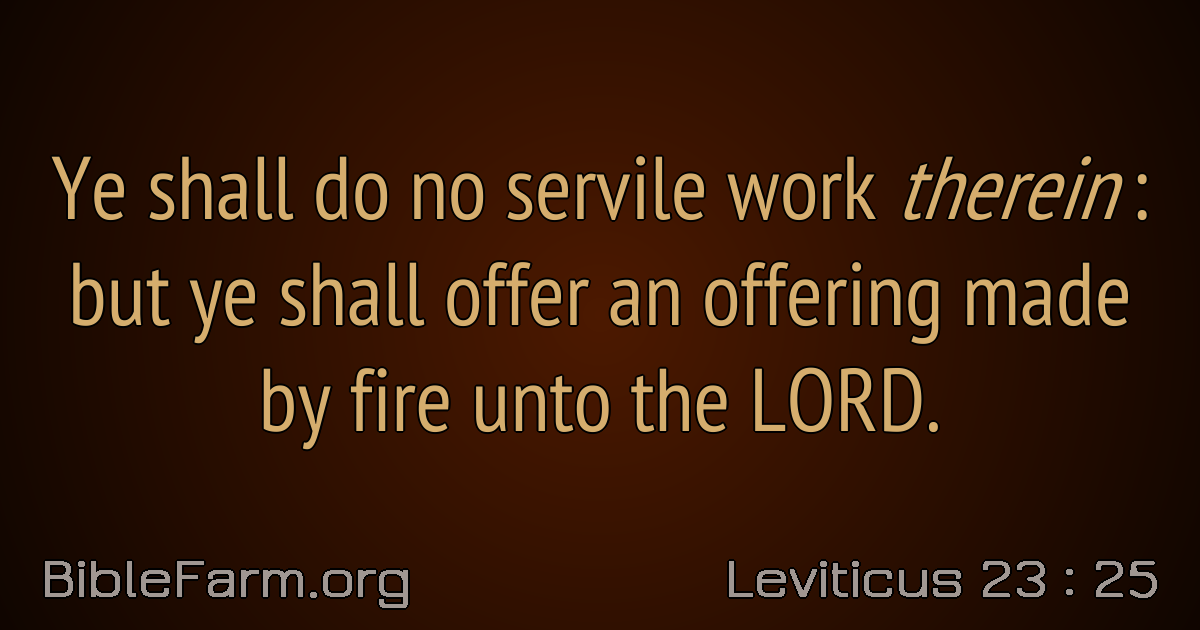 Ye shall do no servile work therein:
but ye shall offer an offering made
by fire unto the LORD.
BibleFarm.org
Leviticus 23 : 25